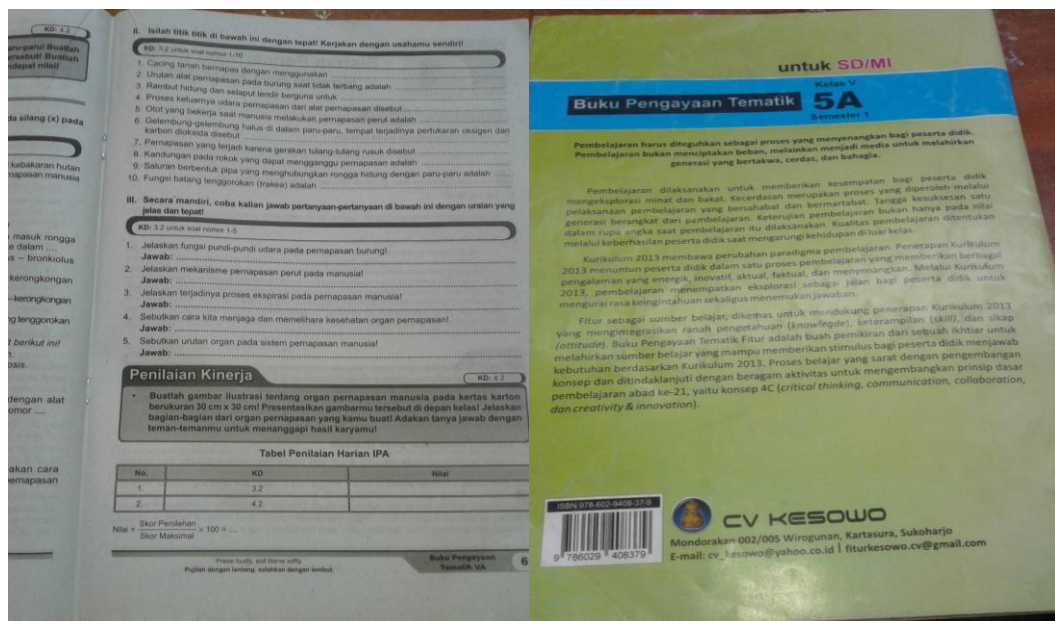 KD: 4.2
aru-paru! Buatlah
ersebut! Buatlah
ndapat nilai!
da silang (x) pada
kebakaran hutan
napasan manusia
masuk rongga
e dalam ....
us – bronkiolus
kerongkongan
– kerongkongan
ng tenggorokan
t berikut ini!
osis.
dengan alat
omor ....
akan cara
ernapasan
II. Isilah titik titik di bawah ini dengan tepat! Kerjakan dengan usahamu sendiri!
KD: 3.2 untuk soal nomor 1-10
1. Cacing tanah bernapas dengan menggunakan
2. Urutan alat pernapasan pada burung saat tidak terbang adalah
3. Rambut hidung dan selaput lendir berguna untuk
4. Proses keluarnya udara pernapasan dari alat pernapasan disebut
5. Otot yang bekerja saat manusia melakukan pernapasan perut adalah
6. Gelembung-gelembung halus di dalam paru-paru, tempat terjadinya pertukaran oksigen dan
karbon dioksida disebut
7. Pernapasan yang terjadi karena gerakan tulang-tulang rusuk disebut
8. Kandungan pada rokok yang dapat mengganggu pernapasan adalah
9. Saluran berbentuk pipa yang menghubungkan rongga hidung dengan paru-paru adalah
10. Fungsi batang tenggorokan (trakea) adalah
III. Secara mandiri, coba kalian jawab pertanyaan-pertanyaan di bawah ini dengan uraian yang
jelas dan tepat!
KD: 3.2 untuk soal nomor 1-5
1. Jelaskan fungsi pundi-pundi udara pada pernapasan burung!
Jawab:
2. Jelaskan mekanisme pernapasan perut pada manusia!
Jawab:
3. Jelaskan terjadinya proses ekspirasi pada pernapasan manusia!
Jawab:
4. Sebutkan cara kita menjaga dan memelihara kesehatan organ pernapasan!
Jawab:
5. Sebutkan urutan organ pada sistem pernapasan manusia!
Jawab:
Penilaian Kinerja
KD: 4.2
• Buatlah gambar ilustrasi tentang organ pernapasan manusia pada kertas karton
berukuran 30 cm x 30 cm! Presentasikan gambarmu tersebut di depan kelas! Jelaskan
bagian-bagian dari organ pernapasan yang kamu buat! Adakan tanya jawab dengan
teman-temanmu untuk menanggapi hasil karyamu!
Tabel Penilaian Harian IPA
No. KD Nilai
1. 3.2
2. 4.2
Nilai = Skor Perolehan / Skor Maksimal × 100 = ....
Praise loudly, and blame softly.
Pujilah dengan lantang, salahkan dengan lembut.
Buku Pengayaan
Tematik VA
6
untuk SD/MI
Kelas V
Buku Pengayaan Tematik 5A
Semester 1
Pembelajaran harus diteguhkan sebagai proses yang menyenangkan bagi peserta didik.
Pembelajaran bukan menciptakan beban, melainkan menjadi media untuk melahirkan
generasi yang bertakwa, cerdas, dan bahagia.
Pembelajaran dilaksanakan untuk memberikan kesempatan bagi peserta didik
mengeksplorasi minat dan bakat. Kecerdasan merupakan proses yang diperoleh melalui
pelaksanaan pembelajaran yang bersahabat dan bermartabat. Tangga kesuksesan satu
generasi berangkat dari pembelajaran. Keterujian pembelajaran bukan hanya pada nilai
dalam rupa angka saat pembelajaran itu dilaksanakan. Kualitas pembelajaran ditentukan
melalui keberhasilan peserta didik saat mengarungi kehidupan di luar kelas.
Kurikulum 2013 membawa perubahan paradigma pembelajaran. Penerapan Kurikulum
2013 menuntun peserta didik dalam satu proses pembelajaran yang memberikan berbagai
pengalaman yang energik, inovatif, aktual, faktual, dan menyenangkan. Melalui Kurikulum
2013, pembelajaran menempatkan eksplorasi sebagai jalan bagi peserta didik untuk
mengurai rasa keingintahuan sekaligus menemukan jawaban.
Fitur sebagai sumber belajar, dikemas untuk mendukung penerapan Kurikulum 2013
yang mengintegrasikan ranah pengetahuan (knowlegde), keterampilan (skill), dan sikap
(attitude). Buku Pengayaan Tematik Fitur adalah buah pemikiran dari sebuah ikhtiar untuk
melahirkan sumber belajar yang mampu memberikan stimulus bagi peserta didik menjawab
kebutuhan berdasarkan Kurikulum 2013. Proses belajar yang sarat dengan pengembangan
konsep dan ditindaklanjuti dengan beragam aktivitas untuk mengembangkan prinsip dasar
pembelajaran abad ke-21, yaitu konsep 4C (critical thinking, communication, collaboration,
dan creativity & innovation).
ISBN 978-602-9408-37-9
9 786029 408379
CV KESOWO
Mondorakan 002/005 Wirogunan, Kartasura, Sukoharjo
E-mail: cv_kesowo@yahoo.co.id | fiturkesowo.cv@gmail.com